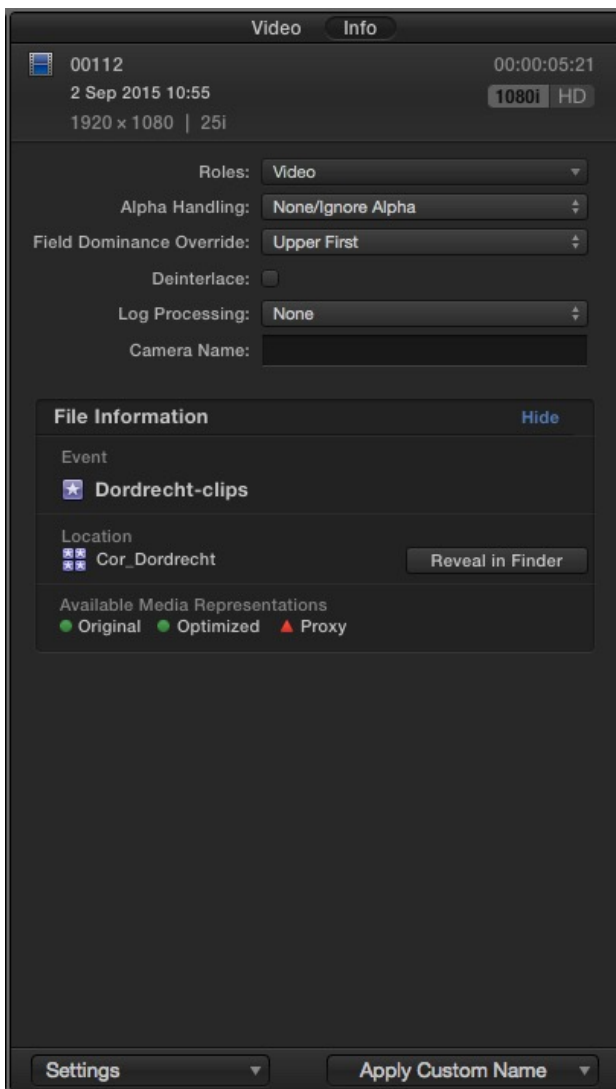 Video Info
00112 00:00:05:21
2 Sep 2015 10:55 1080i HD
1920 × 1080 | 25i
Roles: Video
Alpha Handling: None/Ignore Alpha
Field Dominance Override: Upper First
Deinterlace:
Log Processing: None
Camera Name:
File Information Hide
Event
Dordrecht-clips
Location
Cor_Dordrecht Reveal in Finder
Available Media Representations
Original Optimized Proxy
Settings Apply Custom Name